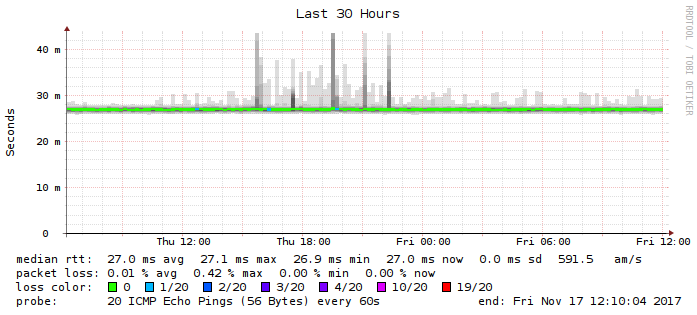 Last 30 Hours
RRDTOOL / TOBI OETIKER
Seconds
40 m
30 m
20 m
10 m
0
Thu 12:00 Thu 18:00 Fri 00:00 Fri 06:00 Fri 12:00
median rtt: 27.0 ms avg 27.1 ms max 26.9 ms min 27.0 ms now 0.0 ms sd 591.5 am/s
packet loss: 0.01 % avg 0.42 % max 0.00 % min 0.00 % now
loss color: 0 1/20 2/20 3/20 4/20 10/20 19/20
probe: 20 ICMP Echo Pings (56 Bytes) every 60s end: Fri Nov 17 12:10:04 2017